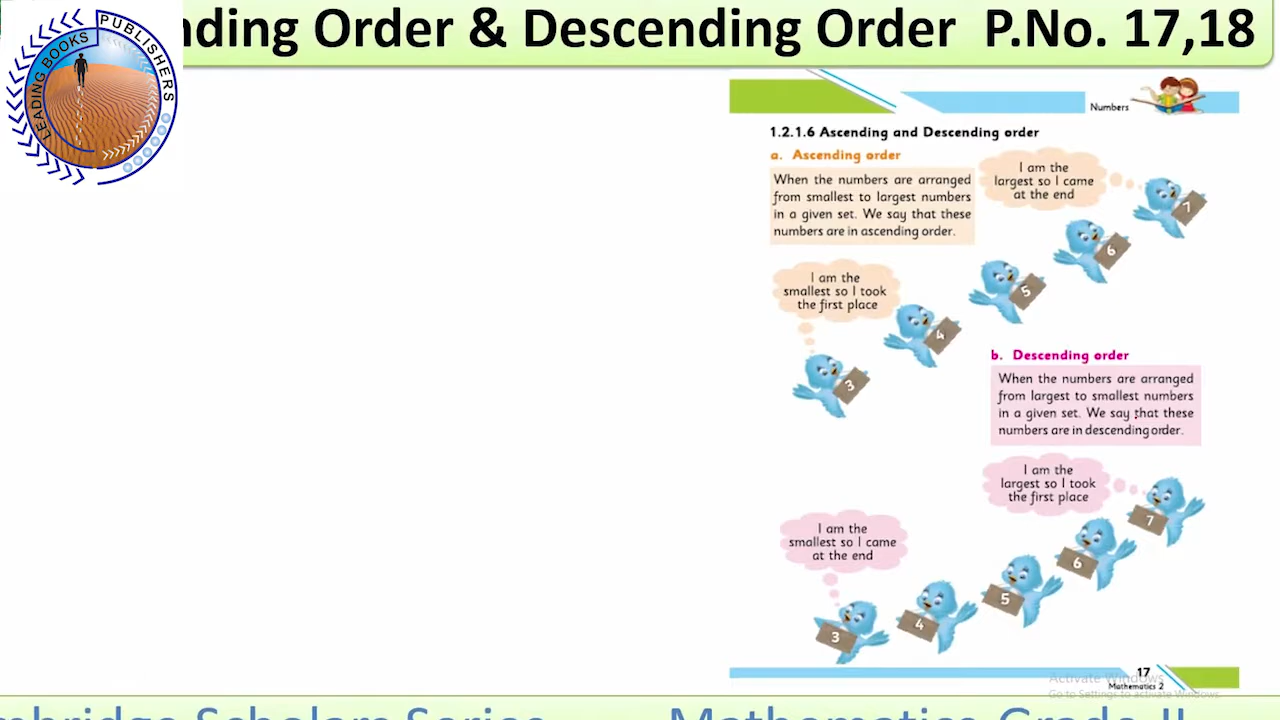 nding Order & Descending Order P.No. 17,18
LEADING BOOKS PUBLISHERS
Numbers
1.2.1.6 Ascending and Descending order
a. Ascending order
When the numbers are arranged
from smallest to largest numbers
in a given set. We say that these
numbers are in ascending order.
I am the
largest so I came
at the end
7
6
5
4
3
I am the
smallest so I took
the first place
b. Descending order
When the numbers are arranged
from largest to smallest numbers
in a given set. We say that these
numbers are in descending order.
I am the
largest so I took
the first place
7
6
5
4
3
I am the
smallest so I came
at the end
17
Mathematics 2
Activate Windows
Go to Settings to activate Windows.
mbridge Scholars Series
Mathematics Grade II